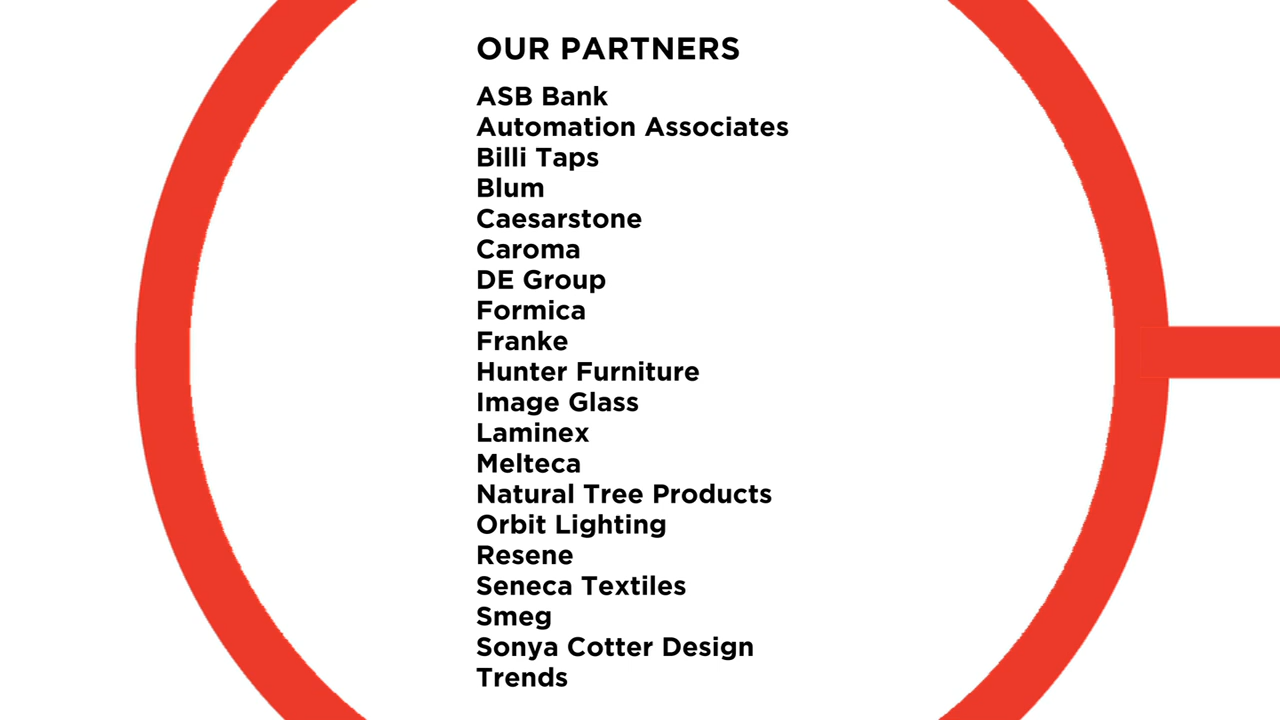 OUR PARTNERS
ASB Bank
Automation Associates
Billi Taps
Blum
Caesarstone
Caroma
DE Group
Formica
Franke
Hunter Furniture
Image Glass
Laminex
Melteca
Natural Tree Products
Orbit Lighting
Resene
Seneca Textiles
Smeg
Sonya Cotter Design
Trends